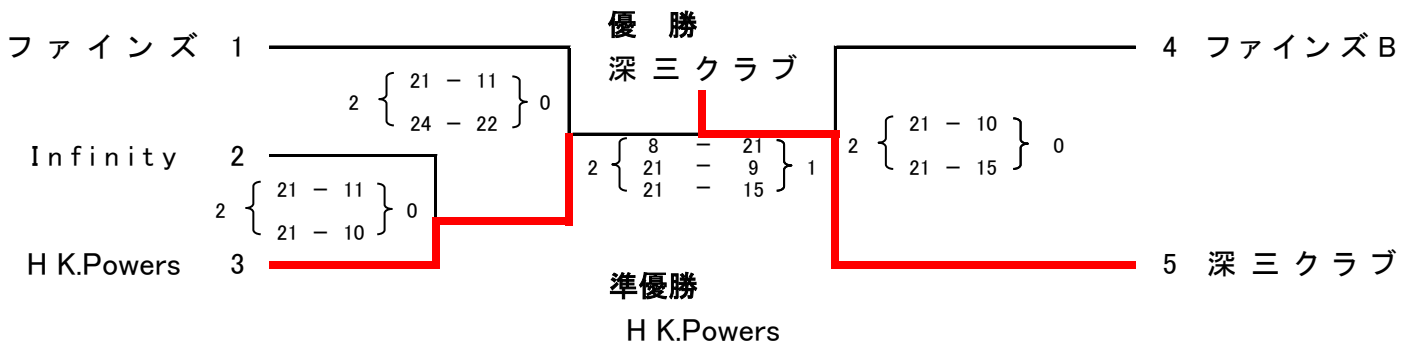 優 勝
ファインズ 1
深三クラブ
4 ファインズB
2 { 21 － 11 } 0
24 － 22
Infinity 2
2 { 8 － 21 } 1
21 － 9
21 － 15
2 { 21 － 10 } 0
21 － 15
2 { 21 － 11 } 0
21 － 10
H K.Powers 3
5 深三クラブ
準優勝
H K.Powers